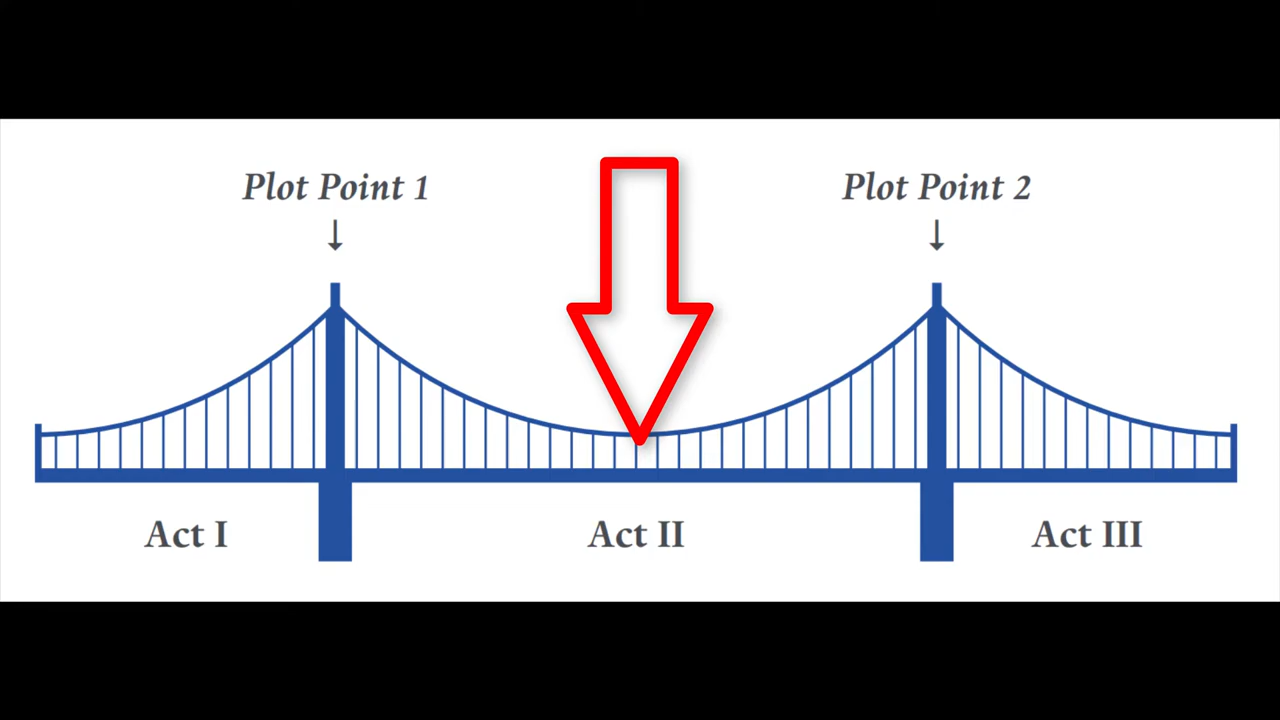 Plot Point 1
Plot Point 2
Act I
Act II
Act III